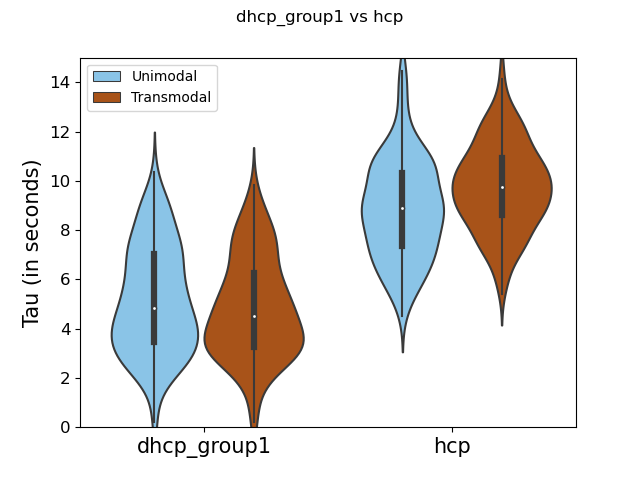 dhcp_group1 vs hcp
Unimodal
Transmodal
Tau (in seconds)
14
12
10
8
6
4
2
0
dhcp_group1
hcp